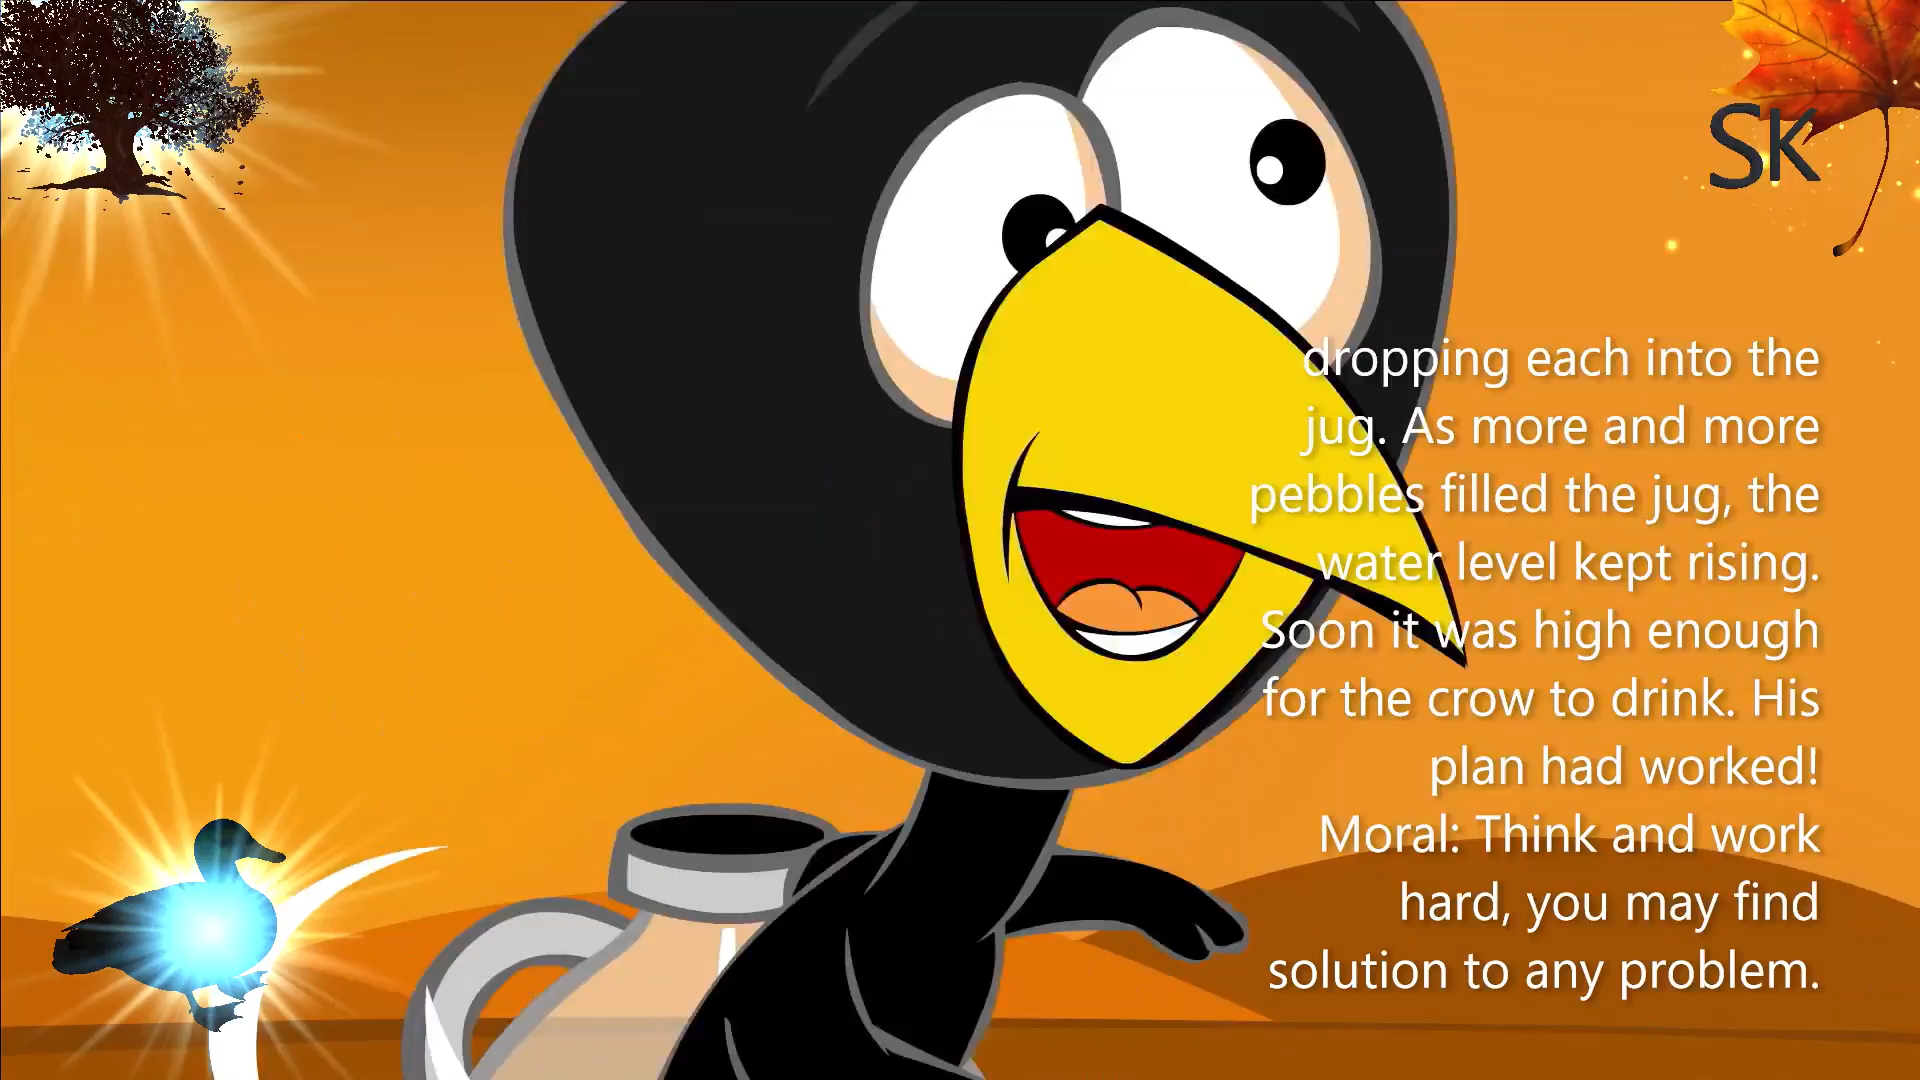 SK
dropping each into the
jug. As more and more
pebbles filled the jug, the
water level kept rising.
Soon it was high enough
for the crow to drink. His
plan had worked!
Moral: Think and work
hard, you may find
solution to any problem.